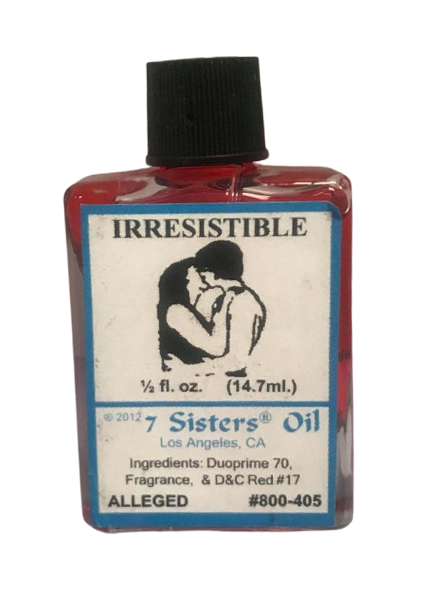 IRRESISTIBLE
½ fl. oz. (14.7ml.)
® 2012 7 Sisters® Oil
Los Angeles, CA
Ingredients: Duoprime 70,
Fragrance, & D&C Red #17
ALLEGED #800-405